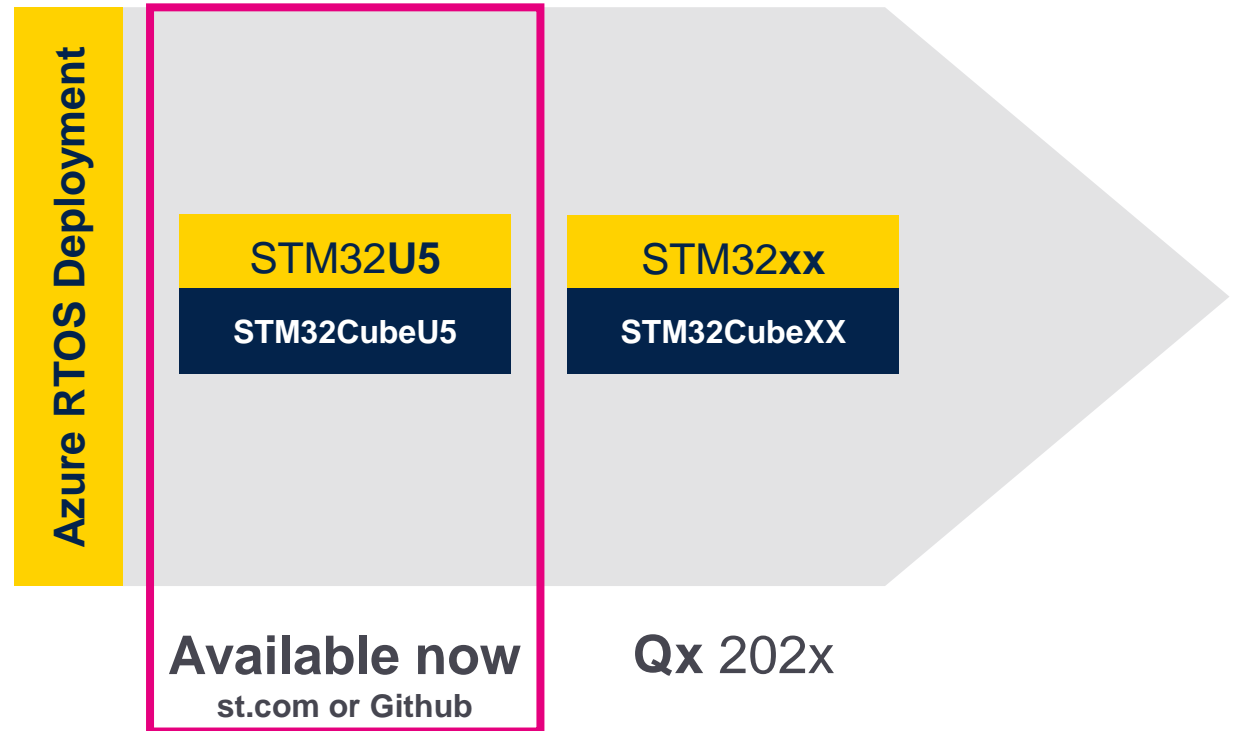 Azure RTOS Deployment
STM32U5
STM32CubeU5
STM32xx
STM32CubeXX
Available now
st.com or Github
Qx 202x